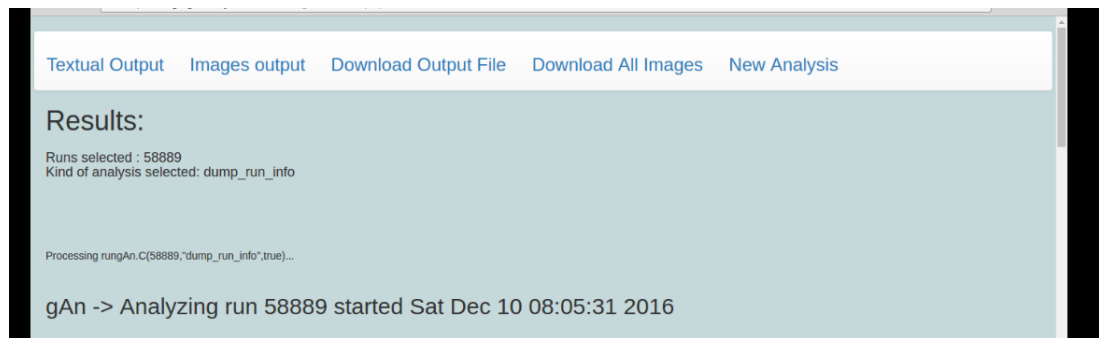 Textual Output Images output Download Output File Download All Images New Analysis
Results:
Runs selected : 58889
Kind of analysis selected: dump_run_info
Processing rungAn.C(58889,"dump_run_info",true)...
gAn -> Analyzing run 58889 started Sat Dec 10 08:05:31 2016